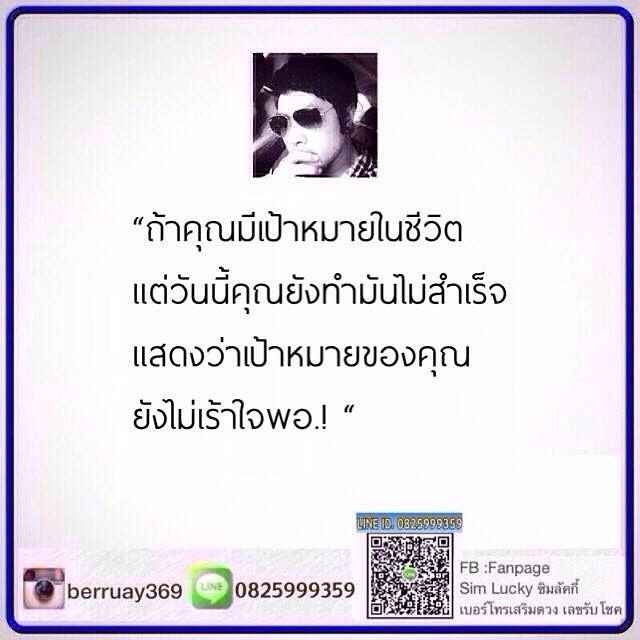 “ถ้าคุณมีเป้าหมายในชีวิต
แต่วันนี้คุณยังทำมันไม่สำเร็จ
แสดงว่าเป้าหมายของคุณ
ยังไม่เร้าใจพอ.! “
LINE ID. 0825999359
berruay369 LINE 0825999359
FB :Fanpage
Sim Lucky ซิมลัคกี้
เบอร์โทรเสริมดวง เลขรับโชค